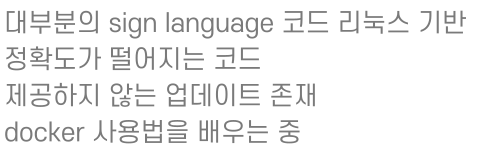 대부분의 sign language 코드 리눅스 기반
정확도가 떨어지는 코드
제공하지 않는 업데이트 존재
docker 사용법을 배우는 중